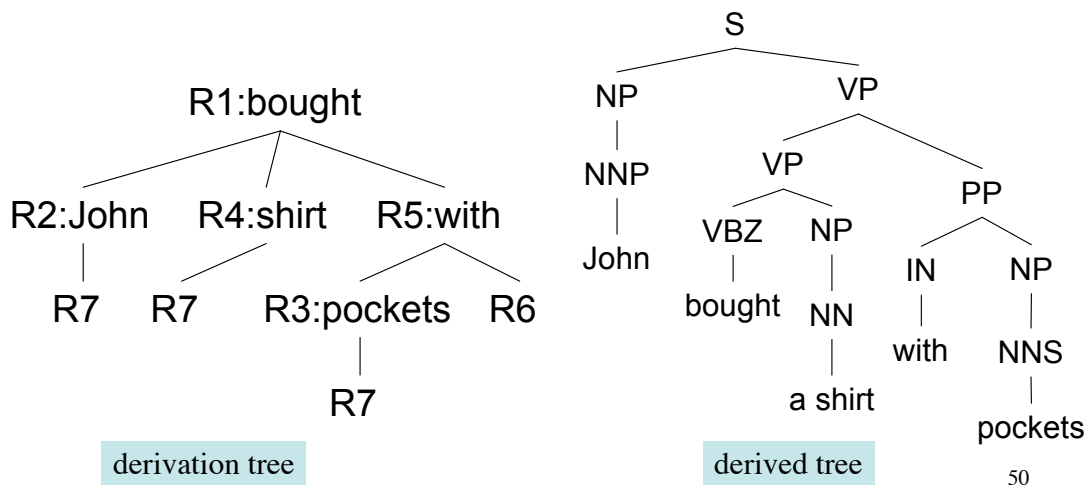 R1:bought
R2:John R4:shirt R5:with
R7 R7 R3:pockets R6
R7
derivation tree
S
NP VP
NNP VP PP
John VBZ NP IN NP
bought NN with NNS
a shirt pockets
derived tree
50